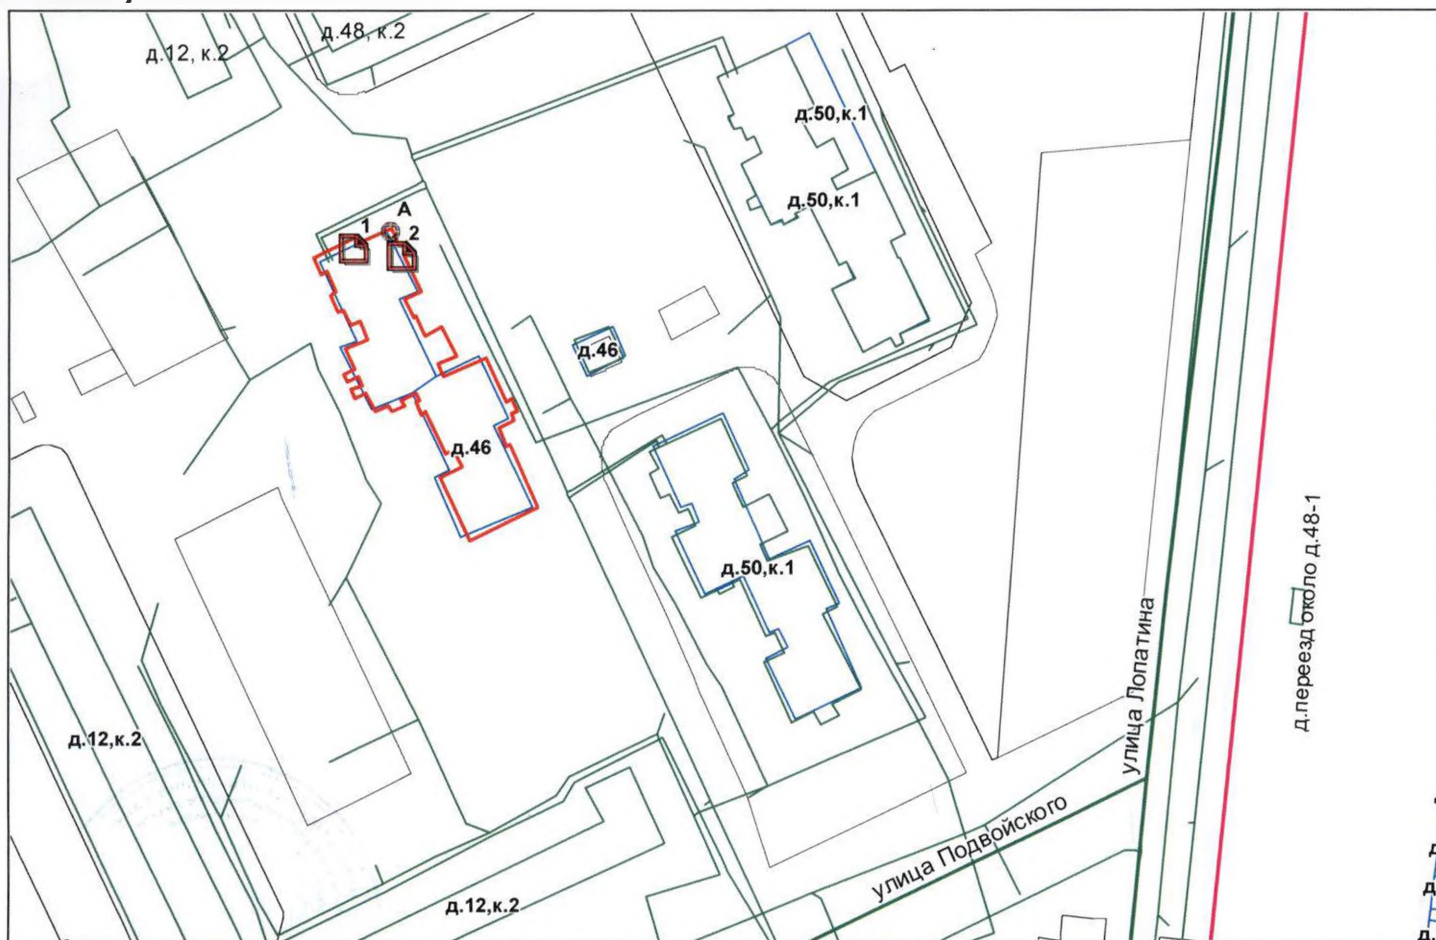 д.48, к.2
д.12, к.2
д.50,к.1
д.50,к.1
А
1
2
д.46
д.46
д.50,к.1
д.переезд около д.48-1
улица Лопатина
д.12,к.2
улица Подвойского
д.12,к.2